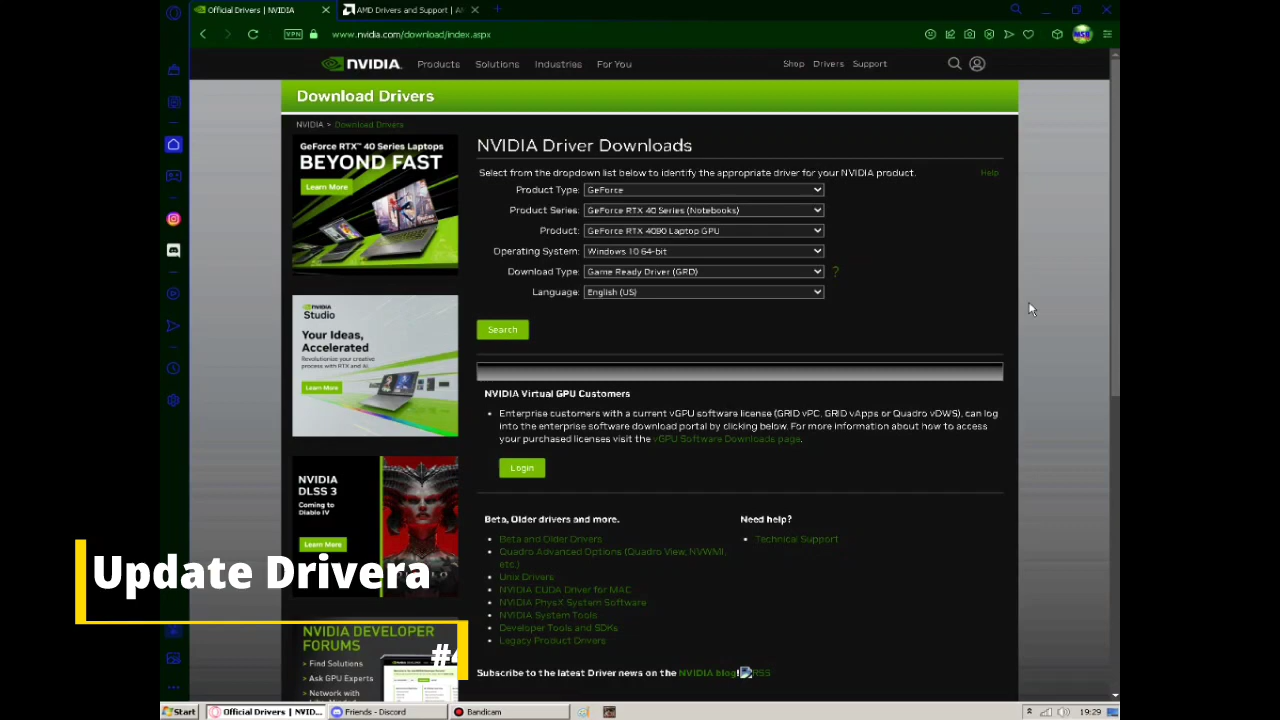 Official Drivers | NVIDIA
AMD Drivers and Support | AM
VPN
www.nvidia.com/download/index.aspx
NVIDIA.
Products
Solutions
Industries
For You
Shop
Drivers
Support
Download Drivers
NVIDIA > Download Drivers
GeForce RTX™ 40 Series Laptops
BEYOND FAST
Learn More
NVIDIA Driver Downloads
Select from the dropdown list below to identify the appropriate driver for your NVIDIA product.
Help
Product Type: GeForce
Product Series: GeForce RTX 40 Series (Notebooks)
Product: GeForce RTX 4090 Laptop GPU
Operating System: Windows 10 64-bit
Download Type: Game Ready Driver (GRD)
?
Language: English (US)
Search
NVIDIA
Studio
Your Ideas,
Accelerated
Revolutionize your creative
process with RTX and AI.
Learn More
NVIDIA Virtual GPU Customers
Enterprise customers with a current vGPU software license (GRID vPC, GRID vApps or Quadro vDWS), can log
into the enterprise software download portal by clicking below. For more information about how to access
your purchased licenses visit the vGPU Software Downloads page.
Login
NVIDIA
DLSS 3
Coming to
Diablo IV
Learn More
Beta, Older drivers and more.
Beta and Older Drivers
Quadro Advanced Options (Quadro View, NVWMI,
etc.)
Unix Drivers
NVIDIA CUDA Driver for MAC
NVIDIA PhysX System Software
NVIDIA System Tools
Developer Tools and SDKs
Legacy Product Drivers
Need help?
Technical Support
Update Drivera
NVIDIA DEVELOPER
FORUMS
> Find Solutions
> Ask GPU Experts
> Network with
Subscribe to the latest Driver news on the NVIDIA blog! RSS
Start
Official Drivers | NVID...
Friends - Discord
Bandicam
19:29